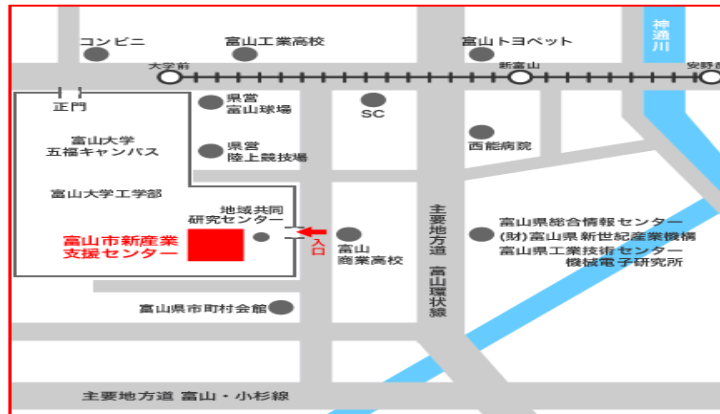 コンビニ
富山工業高校
富山トヨペット
神通川
大学前
新富山
安野
正門
県営
富山球場
SC
富山大学
五福キャンパス
県営
陸上競技場
西能病院
富山大学工学部
地域共同
研究センター
富山市新産業
支援センター
入口
富山
商業高校
主要地方道 富山環状線
富山県総合情報センター
(財)富山県新世紀産業機構
富山県工業技術センター
機械電子研究所
富山県市町村会館
主要地方道 富山・小杉線